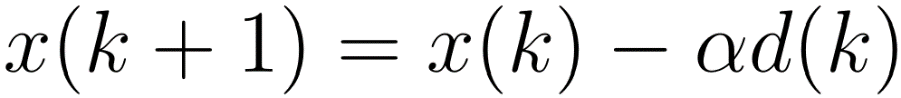 x(k + 1) = x(k) − αd(k)